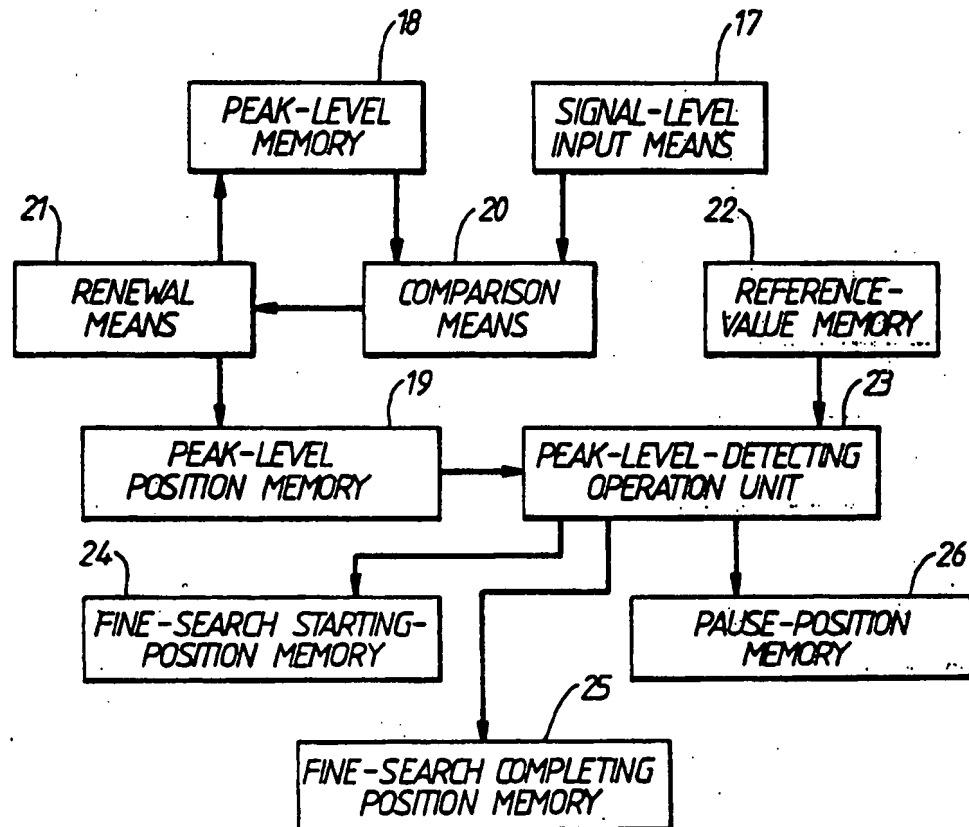 18
17
PEAK-LEVEL
MEMORY
SIGNAL-LEVEL
INPUT MEANS
21
20
22
RENEWAL
MEANS
COMPARISON
MEANS
REFERENCE-
VALUE MEMORY
19
23
PEAK-LEVEL
POSITION MEMORY
PEAK-LEVEL-DETECTING
OPERATION UNIT
24
26
FINE-SEARCH STARTING-
POSITION MEMORY
PAUSE-POSITION
MEMORY
25
FINE-SEARCH COMPLETING
POSITION MEMORY